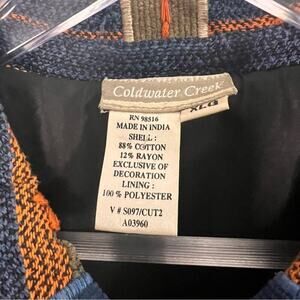 Coldwater Creek
XLG
RN 98516
MADE IN INDIA
SHELL :
88% COTTON
12% RAYON
EXCLUSIVE OF
DECORATION
LINING :
100 % POLYESTER
V # S097/CUT2
A03960